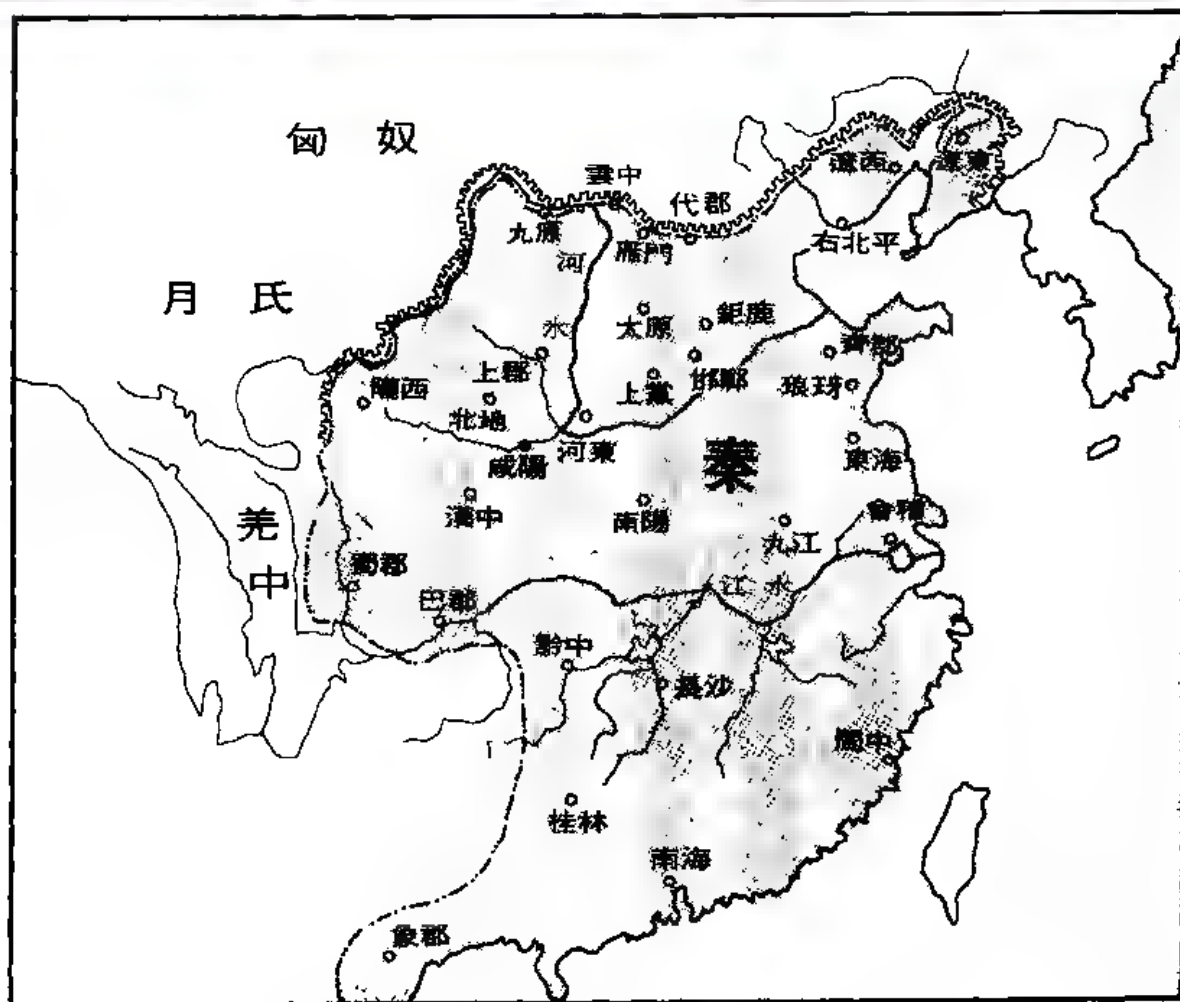 匈奴
雲中
遼西
遼東
代郡
九原
雁門
右北平
河
月氏
水
太原
鉅鹿
齊郡
上郡
隴西
上黨
邯鄲
琅琊
北地
河東
咸陽
秦
東海
漢中
南陽
會稽
九江
羌中
蜀郡
巴郡
江水
黔中
長沙
閩中
桂林
南海
象郡